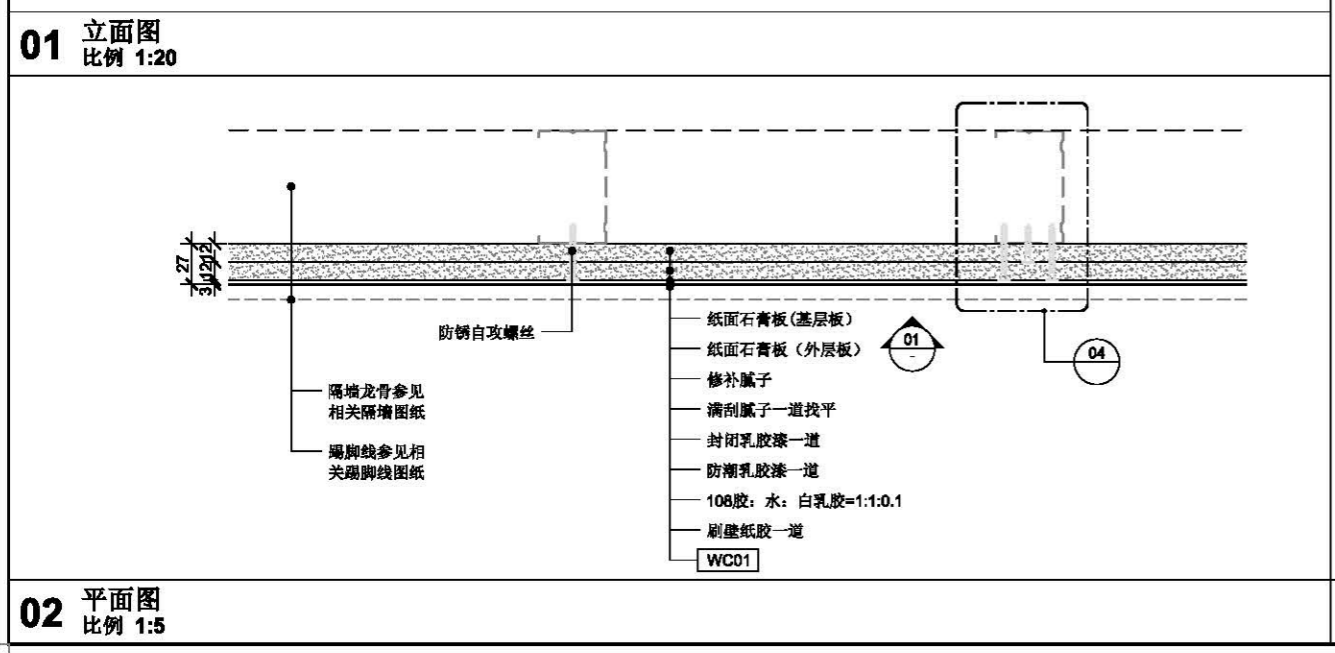 01 立面图
比例 1:20
27
3 12 12
防锈自攻螺丝
隔墙龙骨参见
相关隔墙图纸
踢脚线参见相
关踢脚线图纸
纸面石膏板(基层板)
纸面石膏板（外层板）
修补腻子
满刮腻子一道找平
封闭乳胶漆一道
防潮乳胶漆一道
108胶：水：白乳胶=1:1:0.1
刷壁纸胶一道
WC01
01
-
04
02 平面图
比例 1:5